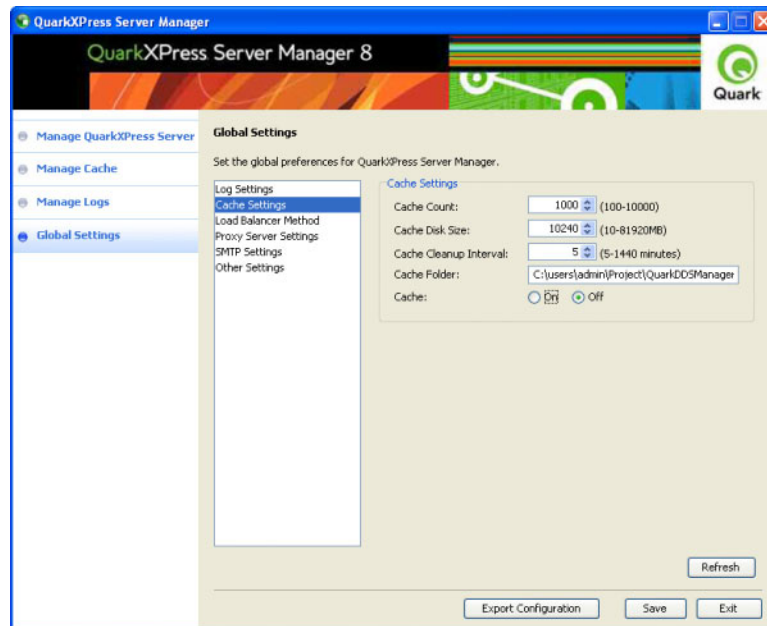 QuarkXPress Server Manager
QuarkXPress Server Manager 8
Quark
Manage QuarkXPress Server
Manage Cache
Manage Logs
Global Settings
Global Settings
Set the global preferences for QuarkXPress Server Manager.
Log Settings
Cache Settings
Load Balancer Method
Proxy Server Settings
SMTP Settings
Other Settings
Cache Settings
Cache Count: 1000 (100-10000)
Cache Disk Size: 10240 (10-81920MB)
Cache Cleanup Interval: 5 (5-1440 minutes)
Cache Folder: C:\users\admin\Project\QuarkDDSManager
Cache: On Off
Refresh
Export Configuration Save Exit